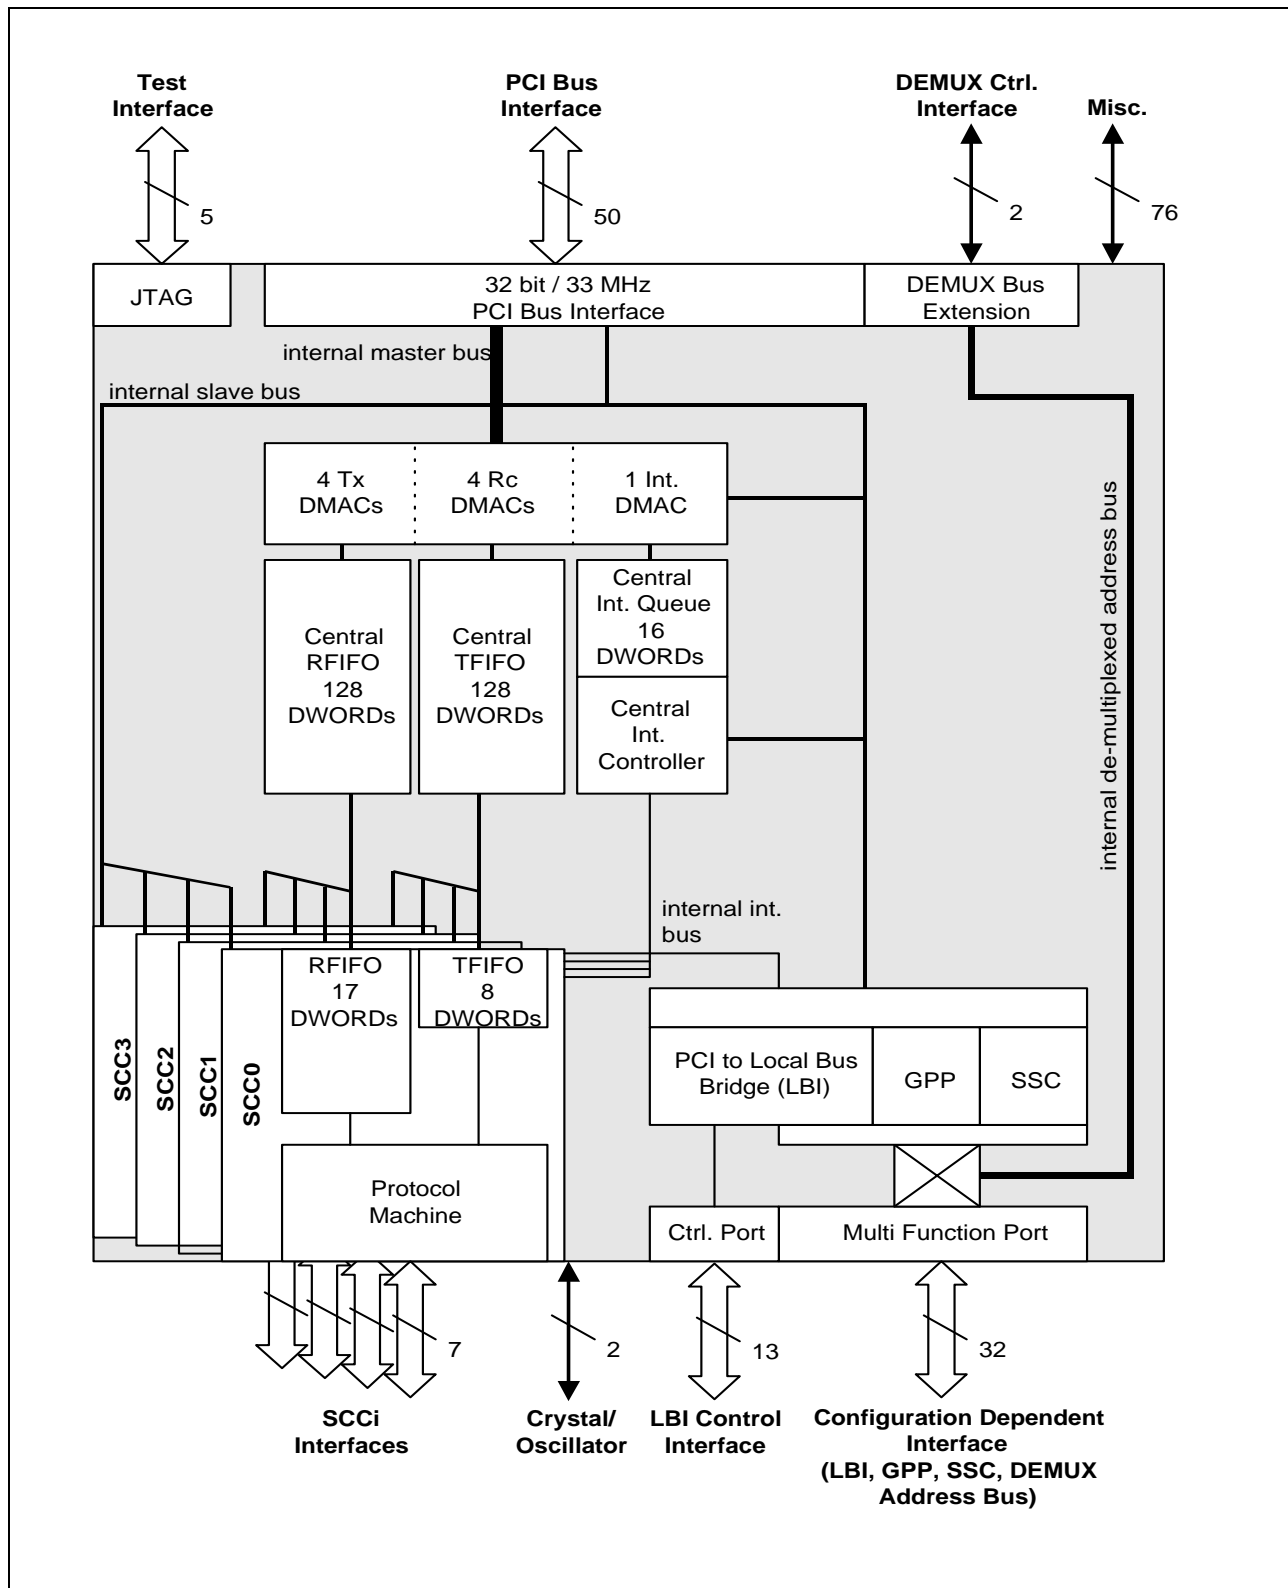 Test
Interface
PCI Bus
Interface
DEMUX Ctrl.
Interface
Misc.
5
50
2
76
JTAG
32 bit / 33 MHz
PCI Bus Interface
DEMUX Bus
Extension
internal master bus
internal slave bus
4 Tx
DMACs
4 Rc
DMACs
1 Int.
DMAC
internal de-multiplexed address bus
Central
RFIFO
128
DWORDs
Central
TFIFO
128
DWORDs
Central
Int. Queue
16
DWORDs
Central
Int.
Controller
internal int.
bus
SCC3
SCC2
SCC1
SCC0
RFIFO
17
DWORDs
TFIFO
8
DWORDs
PCI to Local Bus
Bridge (LBI)
GPP
SSC
Protocol
Machine
Ctrl. Port
Multi Function Port
7
2
13
32
SCCi
Interfaces
Crystal/
Oscillator
LBI Control
Interface
Configuration Dependent
Interface
(LBI, GPP, SSC, DEMUX
Address Bus)